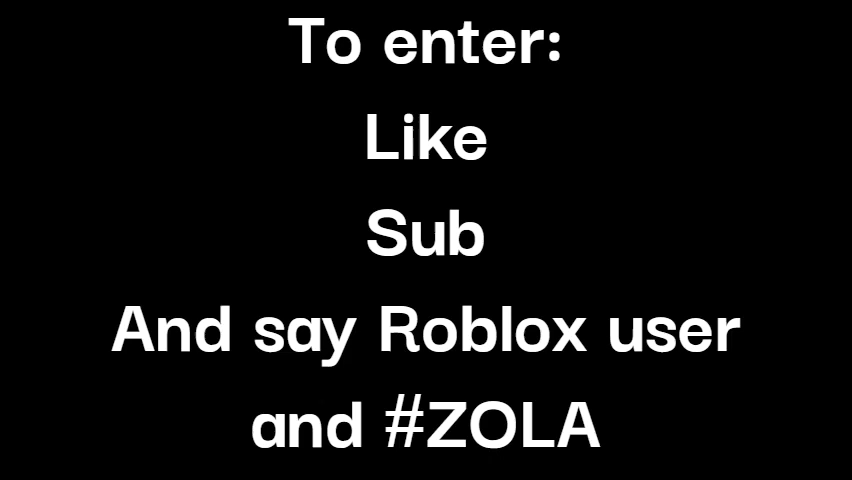 To enter:
Like
Sub
And say Roblox user
and #ZOLA